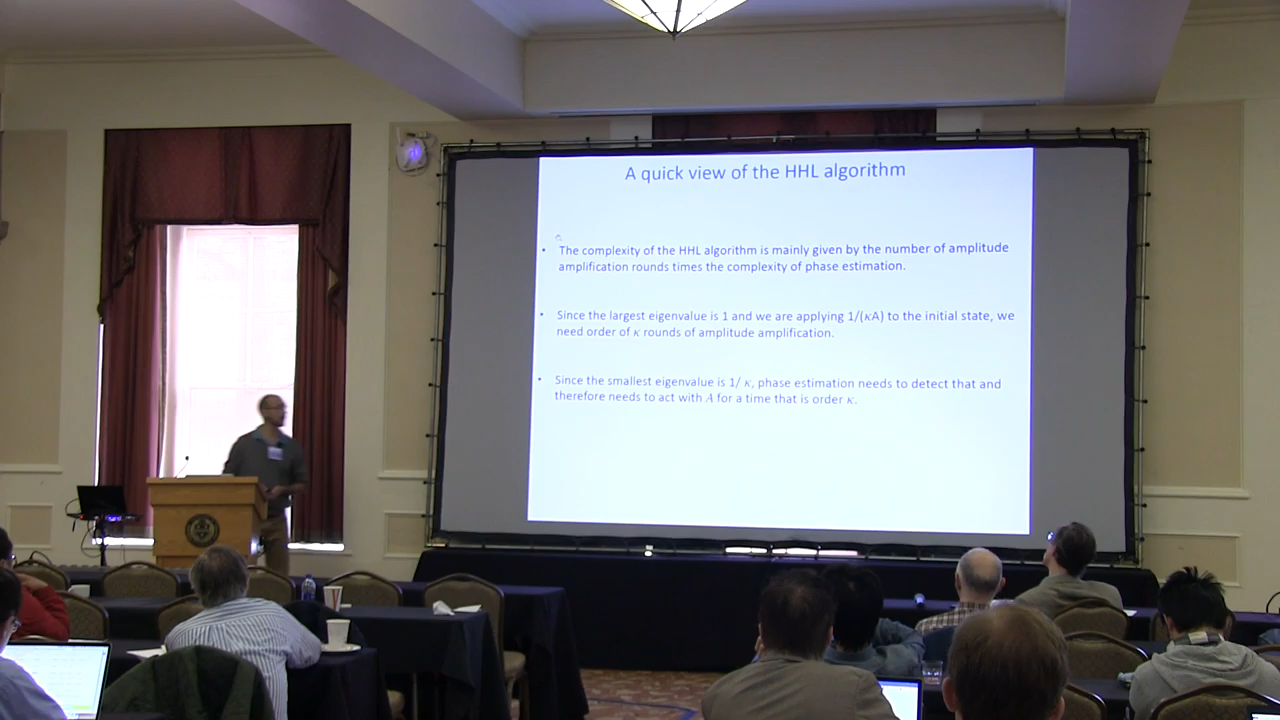 A quick view of the HHL algorithm
• The complexity of the HHL algorithm is mainly given by the number of amplitude
amplification rounds times the complexity of phase estimation.
• Since the largest eigenvalue is 1 and we are applying 1/(κA) to the initial state, we
need order of κ rounds of amplitude amplification.
• Since the smallest eigenvalue is 1/ κ, phase estimation needs to detect that and
therefore needs to act with A for a time that is order κ.